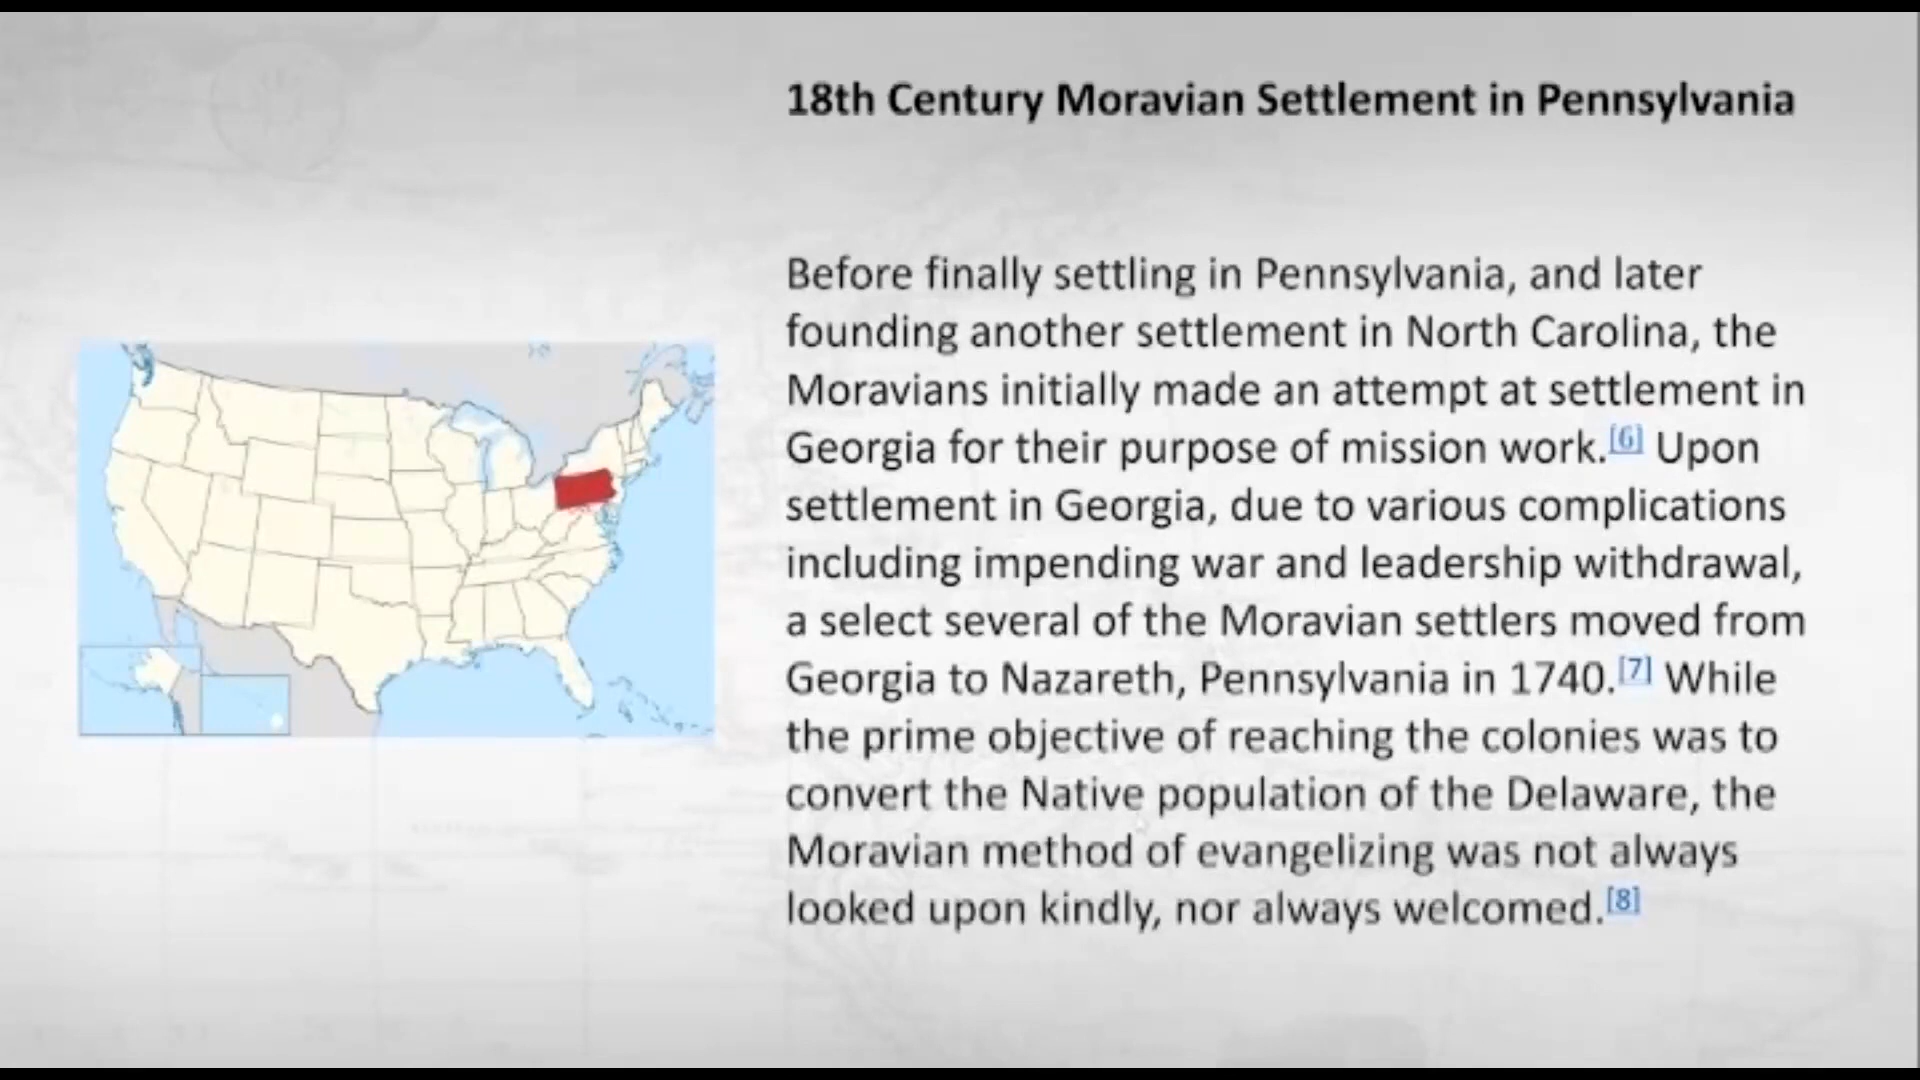 18th Century Moravian Settlement in Pennsylvania
Before finally settling in Pennsylvania, and later
founding another settlement in North Carolina, the
Moravians initially made an attempt at settlement in
Georgia for their purpose of mission work.[6] Upon
settlement in Georgia, due to various complications
including impending war and leadership withdrawal,
a select several of the Moravian settlers moved from
Georgia to Nazareth, Pennsylvania in 1740.[7] While
the prime objective of reaching the colonies was to
convert the Native population of the Delaware, the
Moravian method of evangelizing was not always
looked upon kindly, nor always welcomed.[8]